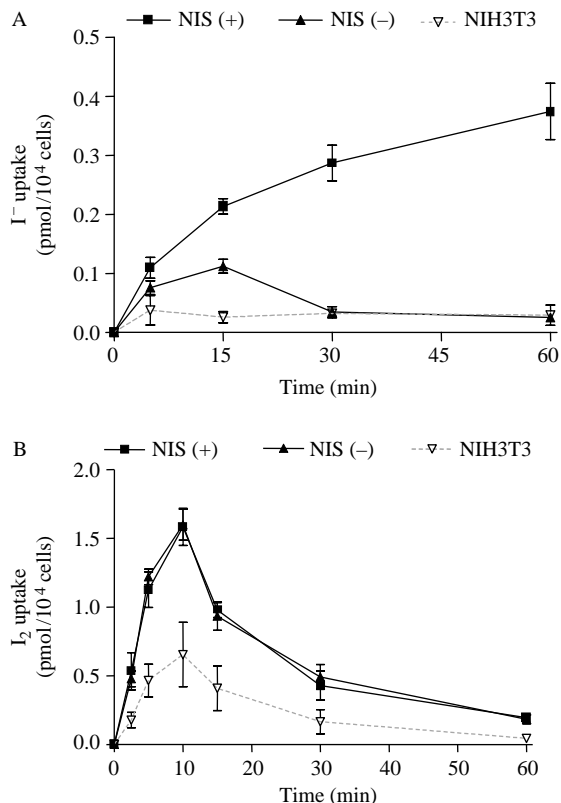 A
NIS (+) NIS (–) NIH3T3
I⁻ uptake
(pmol/10⁴ cells)
0.5
0.4
0.3
0.2
0.1
0.0
0 15 30 45 60
Time (min)
B
NIS (+) NIS (–) NIH3T3
I₂ uptake
(pmol/10⁴ cells)
2.0
1.5
1.0
0.5
0.0
0 10 20 30 40 50 60
Time (min)